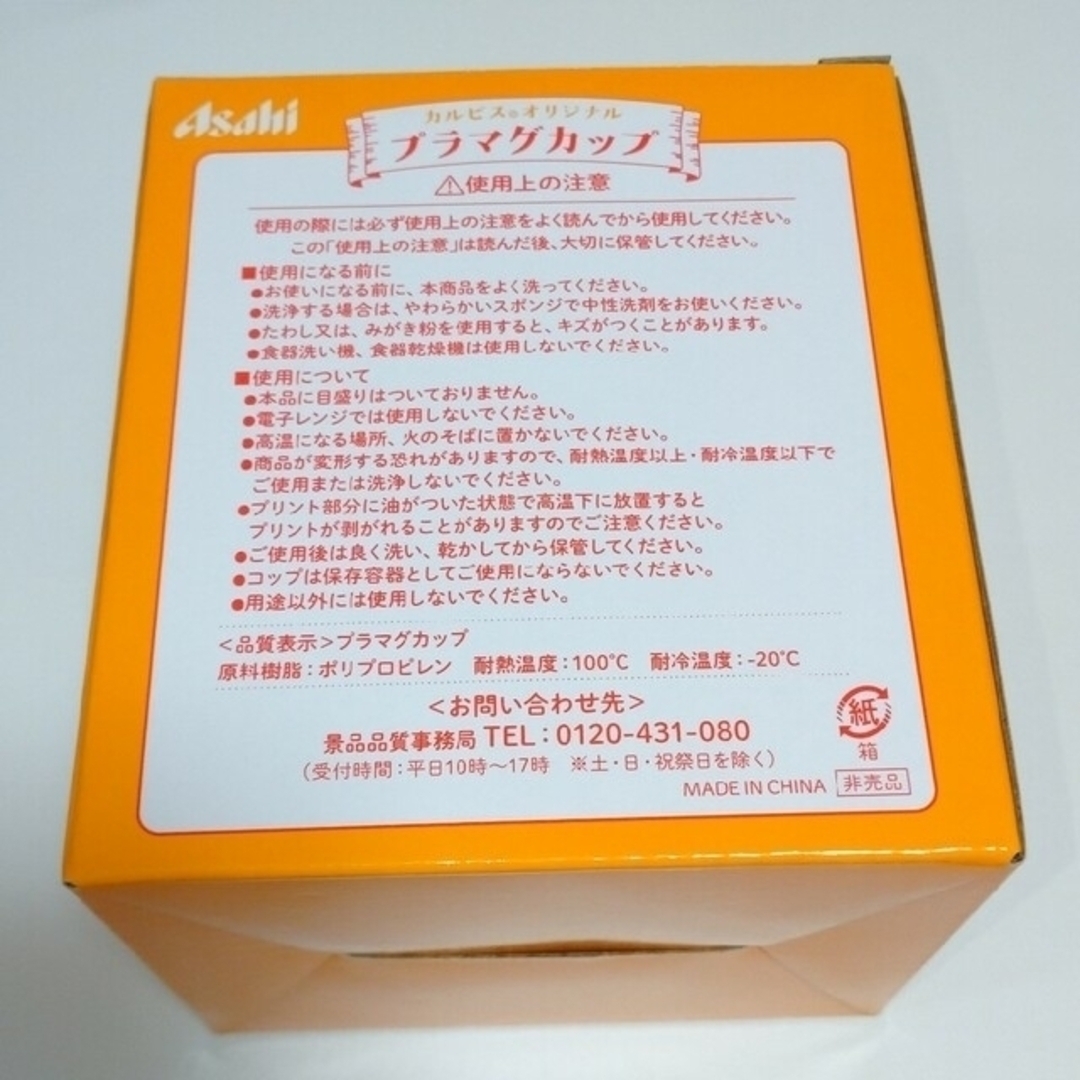 Asahi
カルピス®オリジナル
プラマグカップ
⚠使用上の注意
使用の際には必ず使用上の注意をよく読んでから使用してください。
この「使用上の注意」は読んだ後、大切に保管してください。
■使用になる前に
●お使いになる前に、本商品をよく洗ってください。
●洗浄する場合は、やわらかいスポンジで中性洗剤をお使いください。
●たわし又は、みがき粉を使用すると、キズがつくことがあります。
●食器洗い機、食器乾燥機は使用しないでください。
■使用について
●本品に目盛りはついておりません。
●電子レンジでは使用しないでください。
●高温になる場所、火のそばに置かないでください。
●商品が変形する恐れがありますので、耐熱温度以上・耐冷温度以下で
ご使用または洗浄しないでください。
●プリント部分に油がついた状態で高温下に放置すると
プリントが剥がれることがありますのでご注意ください。
●ご使用後は良く洗い、乾かしてから保管してください。
●コップは保存容器としてご使用にならないでください。
●用途以外には使用しないでください。
<品質表示>プラマグカップ
原料樹脂:ポリプロピレン 耐熱温度:100℃ 耐冷温度:-20℃
<お問い合わせ先>
景品品質事務局 TEL:0120-431-080
(受付時間:平日10時〜17時 ※土・日・祝祭日を除く)
紙
箱
MADE IN CHINA 非売品